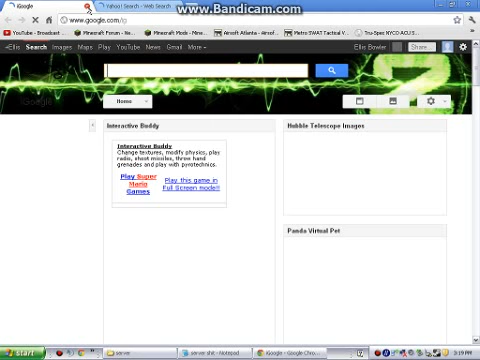 www.Bandicam.com
iGoogle
Yahoo! Search - Web Search
www.google.com/ig
YouTube - Broadcast
Minecraft Forum - Ne
Minecraft Mods - Mine
Airsoft Atlanta - Airsof
Metro SWAT Tactical V
Tru-Spec NYCO ACU S
+Ellis Search Images Maps Play YouTube News Gmail More
Ellis Bowler
Share...
iGoogle
Home
Interactive Buddy
Hubble Telescope Images
Interactive Buddy
Change textures, modify physics, play
radio, shoot missiles, throw hand
grenades and play with pyrotechnics.
Play Super
Mario
Games
Play this game in
Full Screen mode!!
Panda Virtual Pet
start
server
server shit - Notepad
iGoogle - Google Chro...
3:19 PM